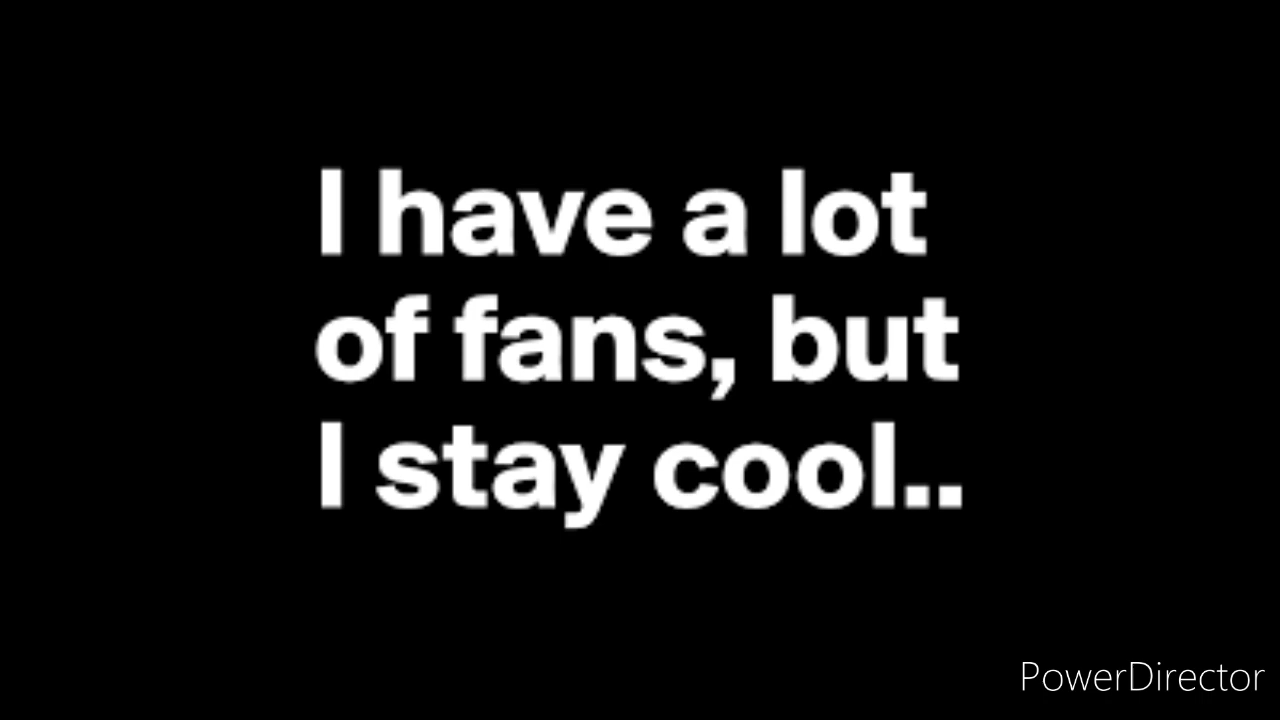 I have a lot
of fans, but
I stay cool..
PowerDirector